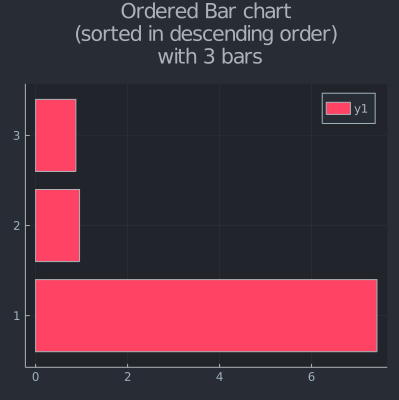 Ordered Bar chart
(sorted in descending order)
with 3 bars
y1
3
2
1
0 2 4 6